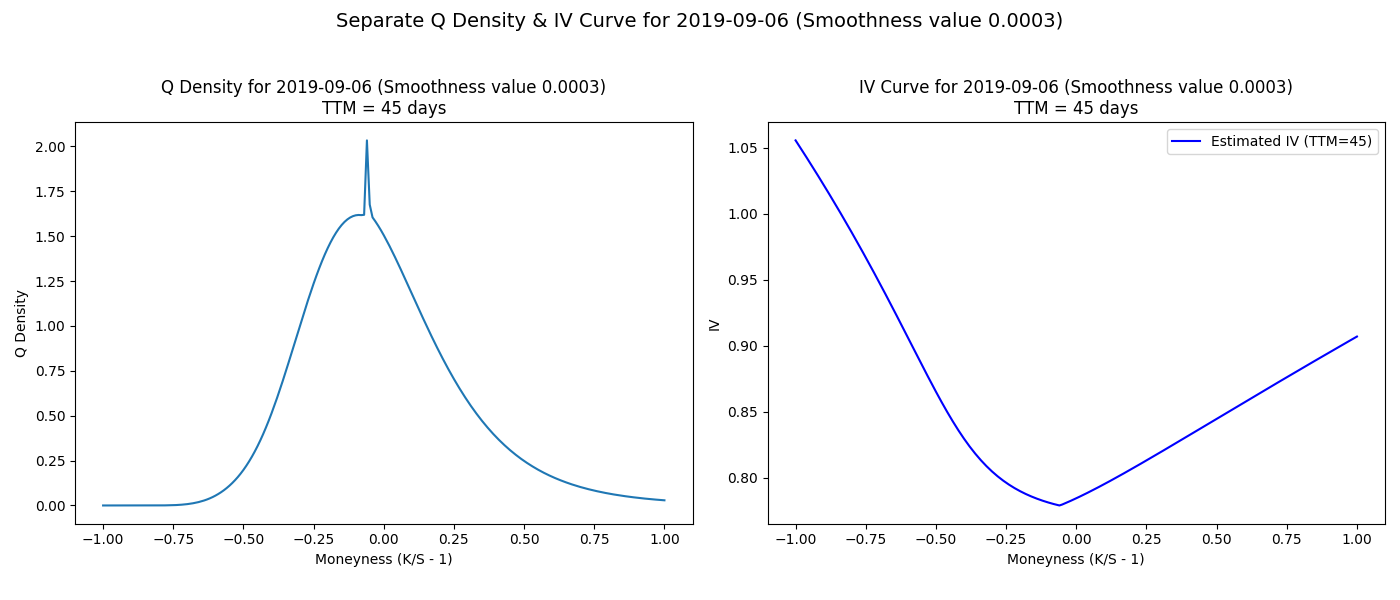 Separate Q Density & IV Curve for 2019-09-06 (Smoothness value 0.0003)
Q Density for 2019-09-06 (Smoothness value 0.0003)
TTM = 45 days
2.00
1.75
1.50
1.25
1.00
0.75
0.50
0.25
0.00
Q Density
−1.00 −0.75 −0.50 −0.25 0.00 0.25 0.50 0.75 1.00
Moneyness (K/S - 1)
IV Curve for 2019-09-06 (Smoothness value 0.0003)
TTM = 45 days
Estimated IV (TTM=45)
1.05
1.00
0.95
0.90
0.85
0.80
IV
−1.00 −0.75 −0.50 −0.25 0.00 0.25 0.50 0.75 1.00
Moneyness (K/S - 1)